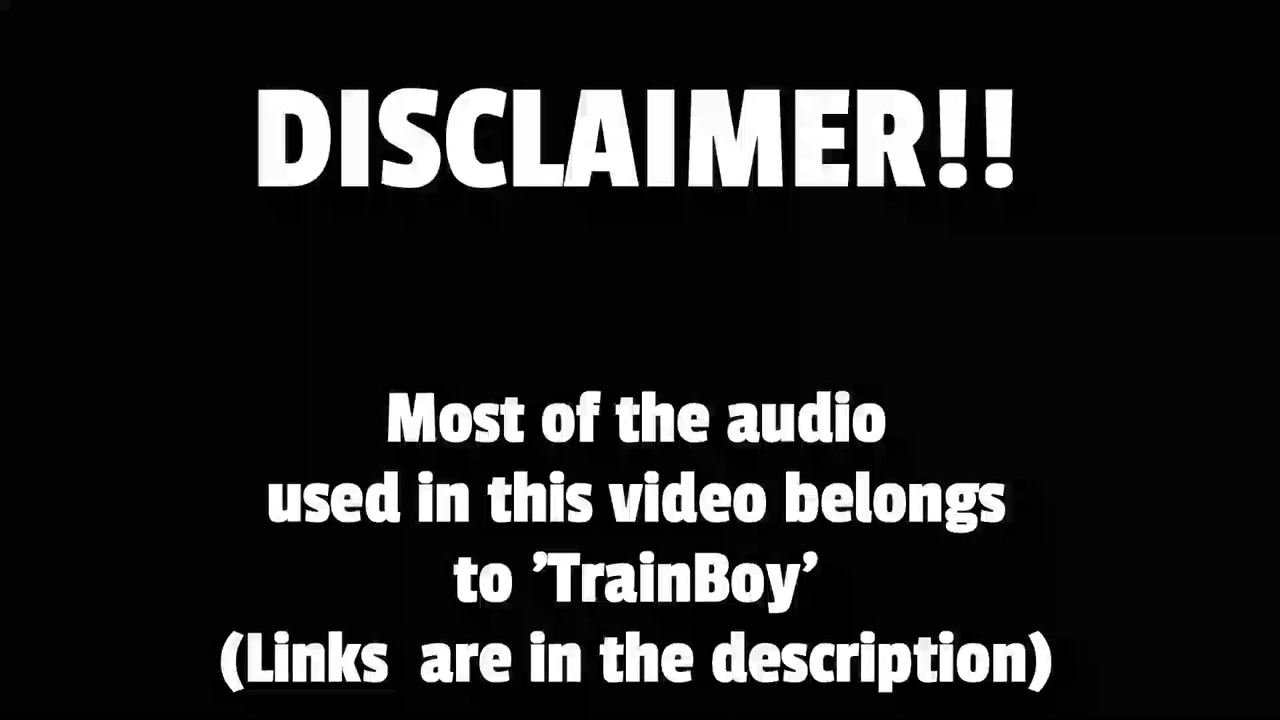 DISCLAIMER!!
Most of the audio
used in this video belongs
to ’TrainBoy’
(Links are in the description)